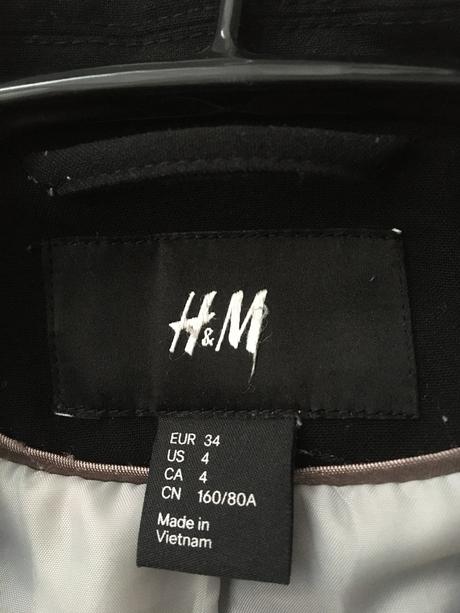 H&M
EUR 34
US 4
CA 4
CN 160/80A
Made in
Vietnam